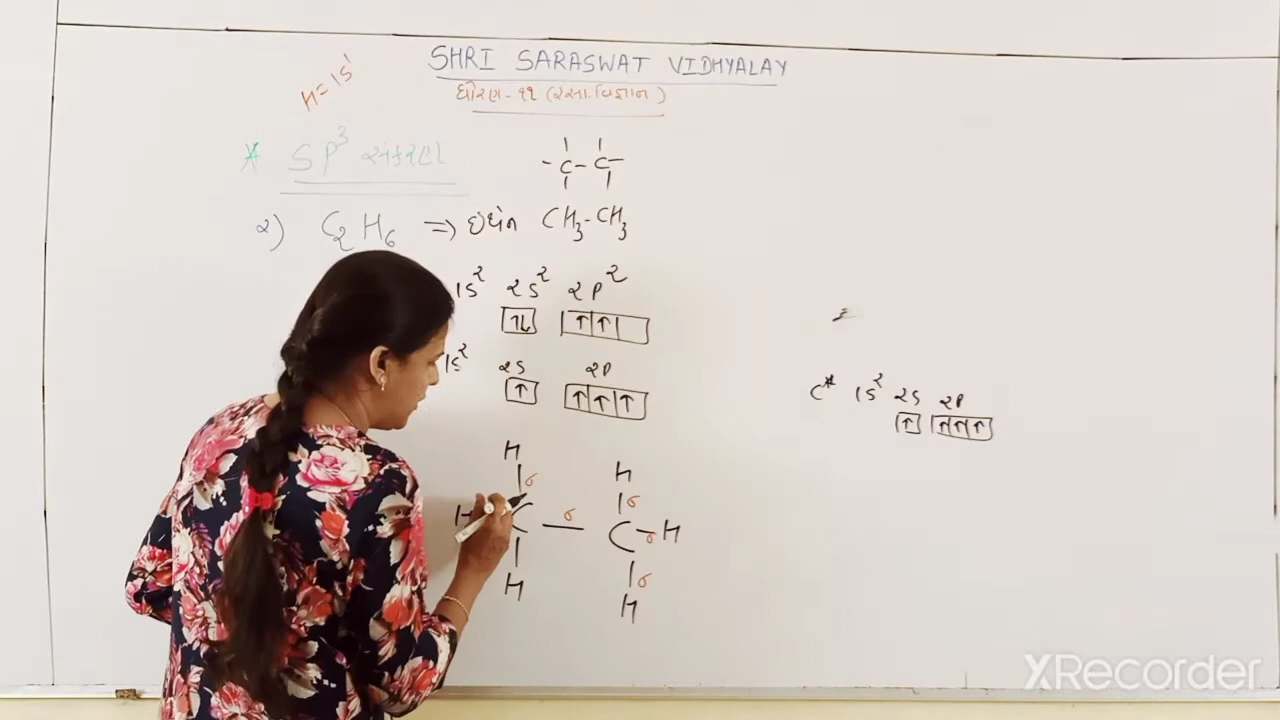 SHRI SARASWAT VIDHYALAY
ધોરણ - ૧૧ (રસા.વિજ્ઞાન)
H = 1S¹
* SP³ સંકરણ
-C-C-
૨) C₂H₆ ⇒ ઇથેન CH₃-CH₃
1S² 2S² 2P²
↑↓ ↑ ↑
1S² 2S 2P
↑ ↑ ↑ ↑
C* 1S² 2S 2P
↑ ↑ ↑ ↑
H H
σ σ
H C — σ C — σ H
σ
H H
XRecorder